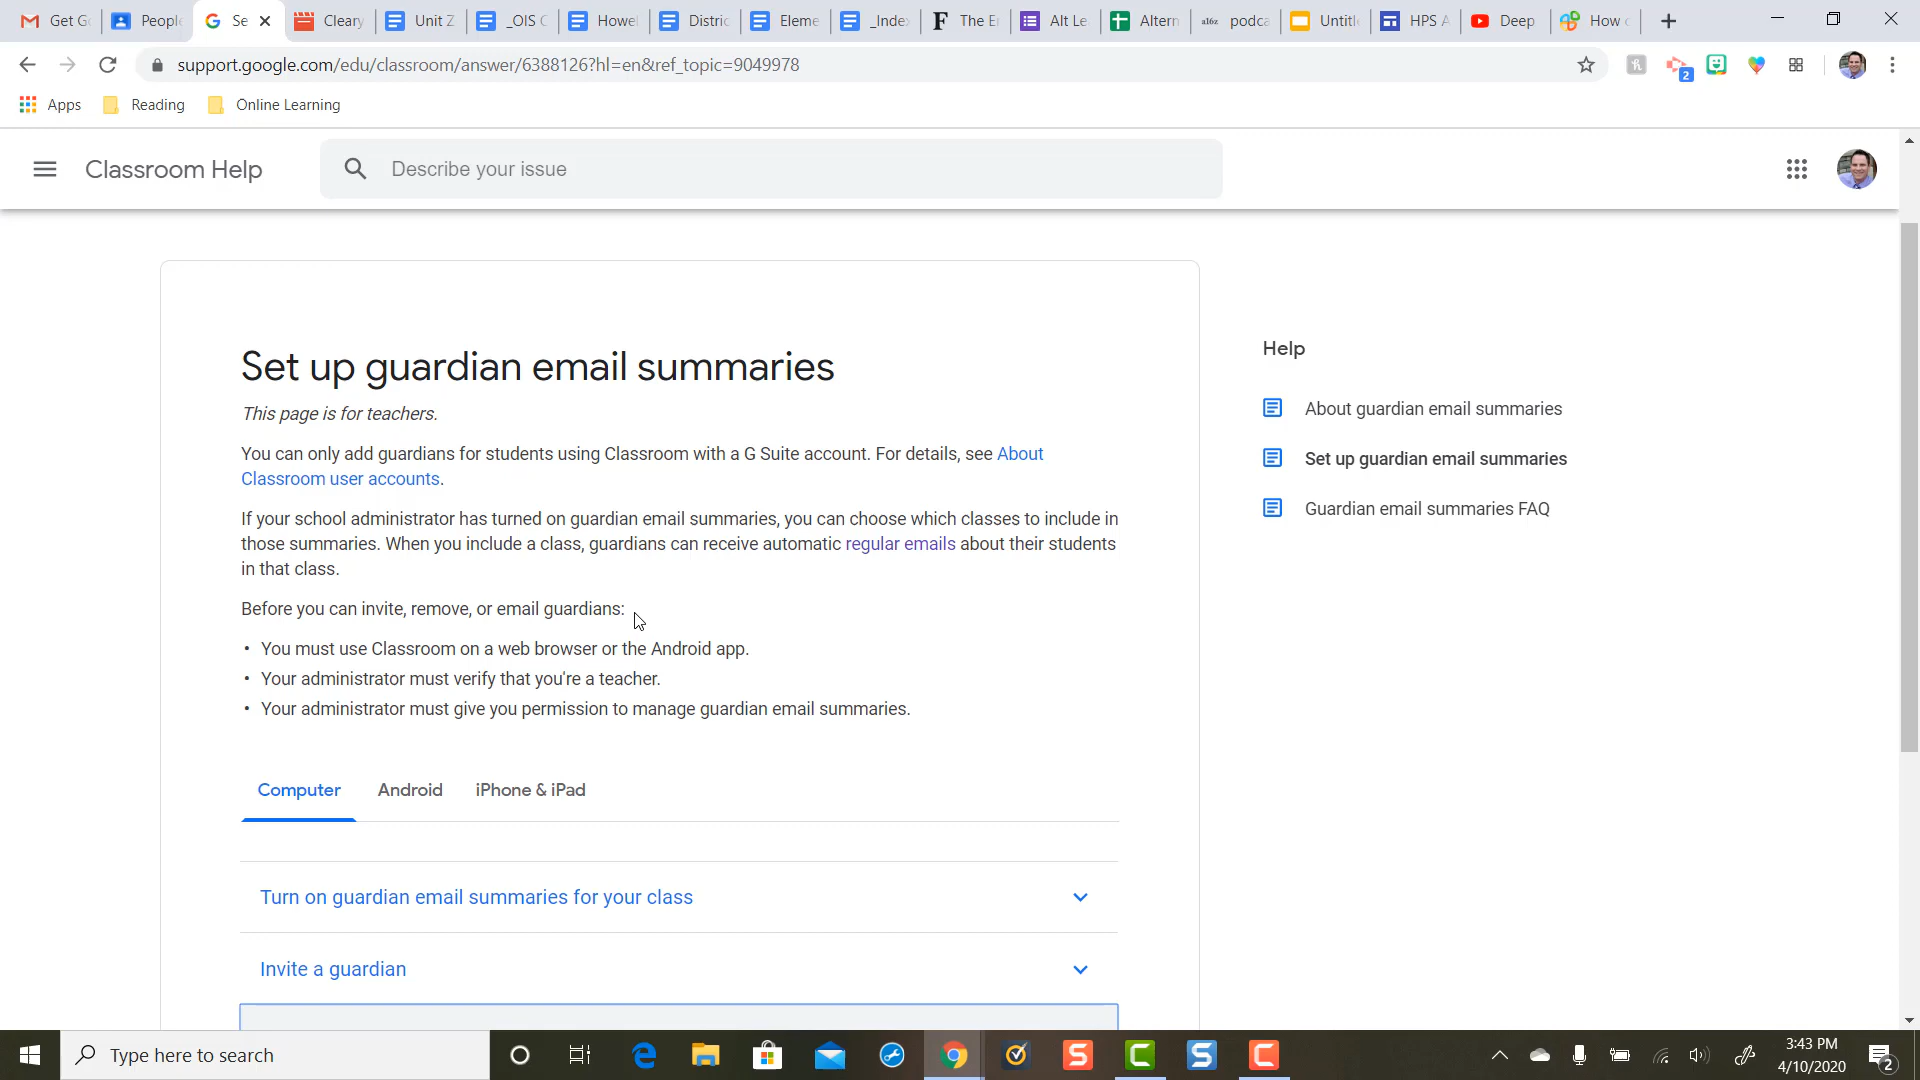 Get Go
People
Se
Cleary
Unit Z
_OIS C
Howel
Distric
Eleme
_Index
The Er
Alt Le
Altern
a16z podca
Untitle
HPS A
Deep
How c
support.google.com/edu/classroom/answer/6388126?hl=en&ref_topic=9049978
2
Apps Reading Online Learning
Classroom Help
Describe your issue
Set up guardian email summaries
This page is for teachers.
You can only add guardians for students using Classroom with a G Suite account. For details, see About
Classroom user accounts.
If your school administrator has turned on guardian email summaries, you can choose which classes to include in
those summaries. When you include a class, guardians can receive automatic regular emails about their students
in that class.
Before you can invite, remove, or email guardians:
• You must use Classroom on a web browser or the Android app.
• Your administrator must verify that you're a teacher.
• Your administrator must give you permission to manage guardian email summaries.
Computer Android iPhone & iPad
Turn on guardian email summaries for your class
Invite a guardian
Help
About guardian email summaries
Set up guardian email summaries
Guardian email summaries FAQ
Type here to search
3:43 PM
4/10/2020
2